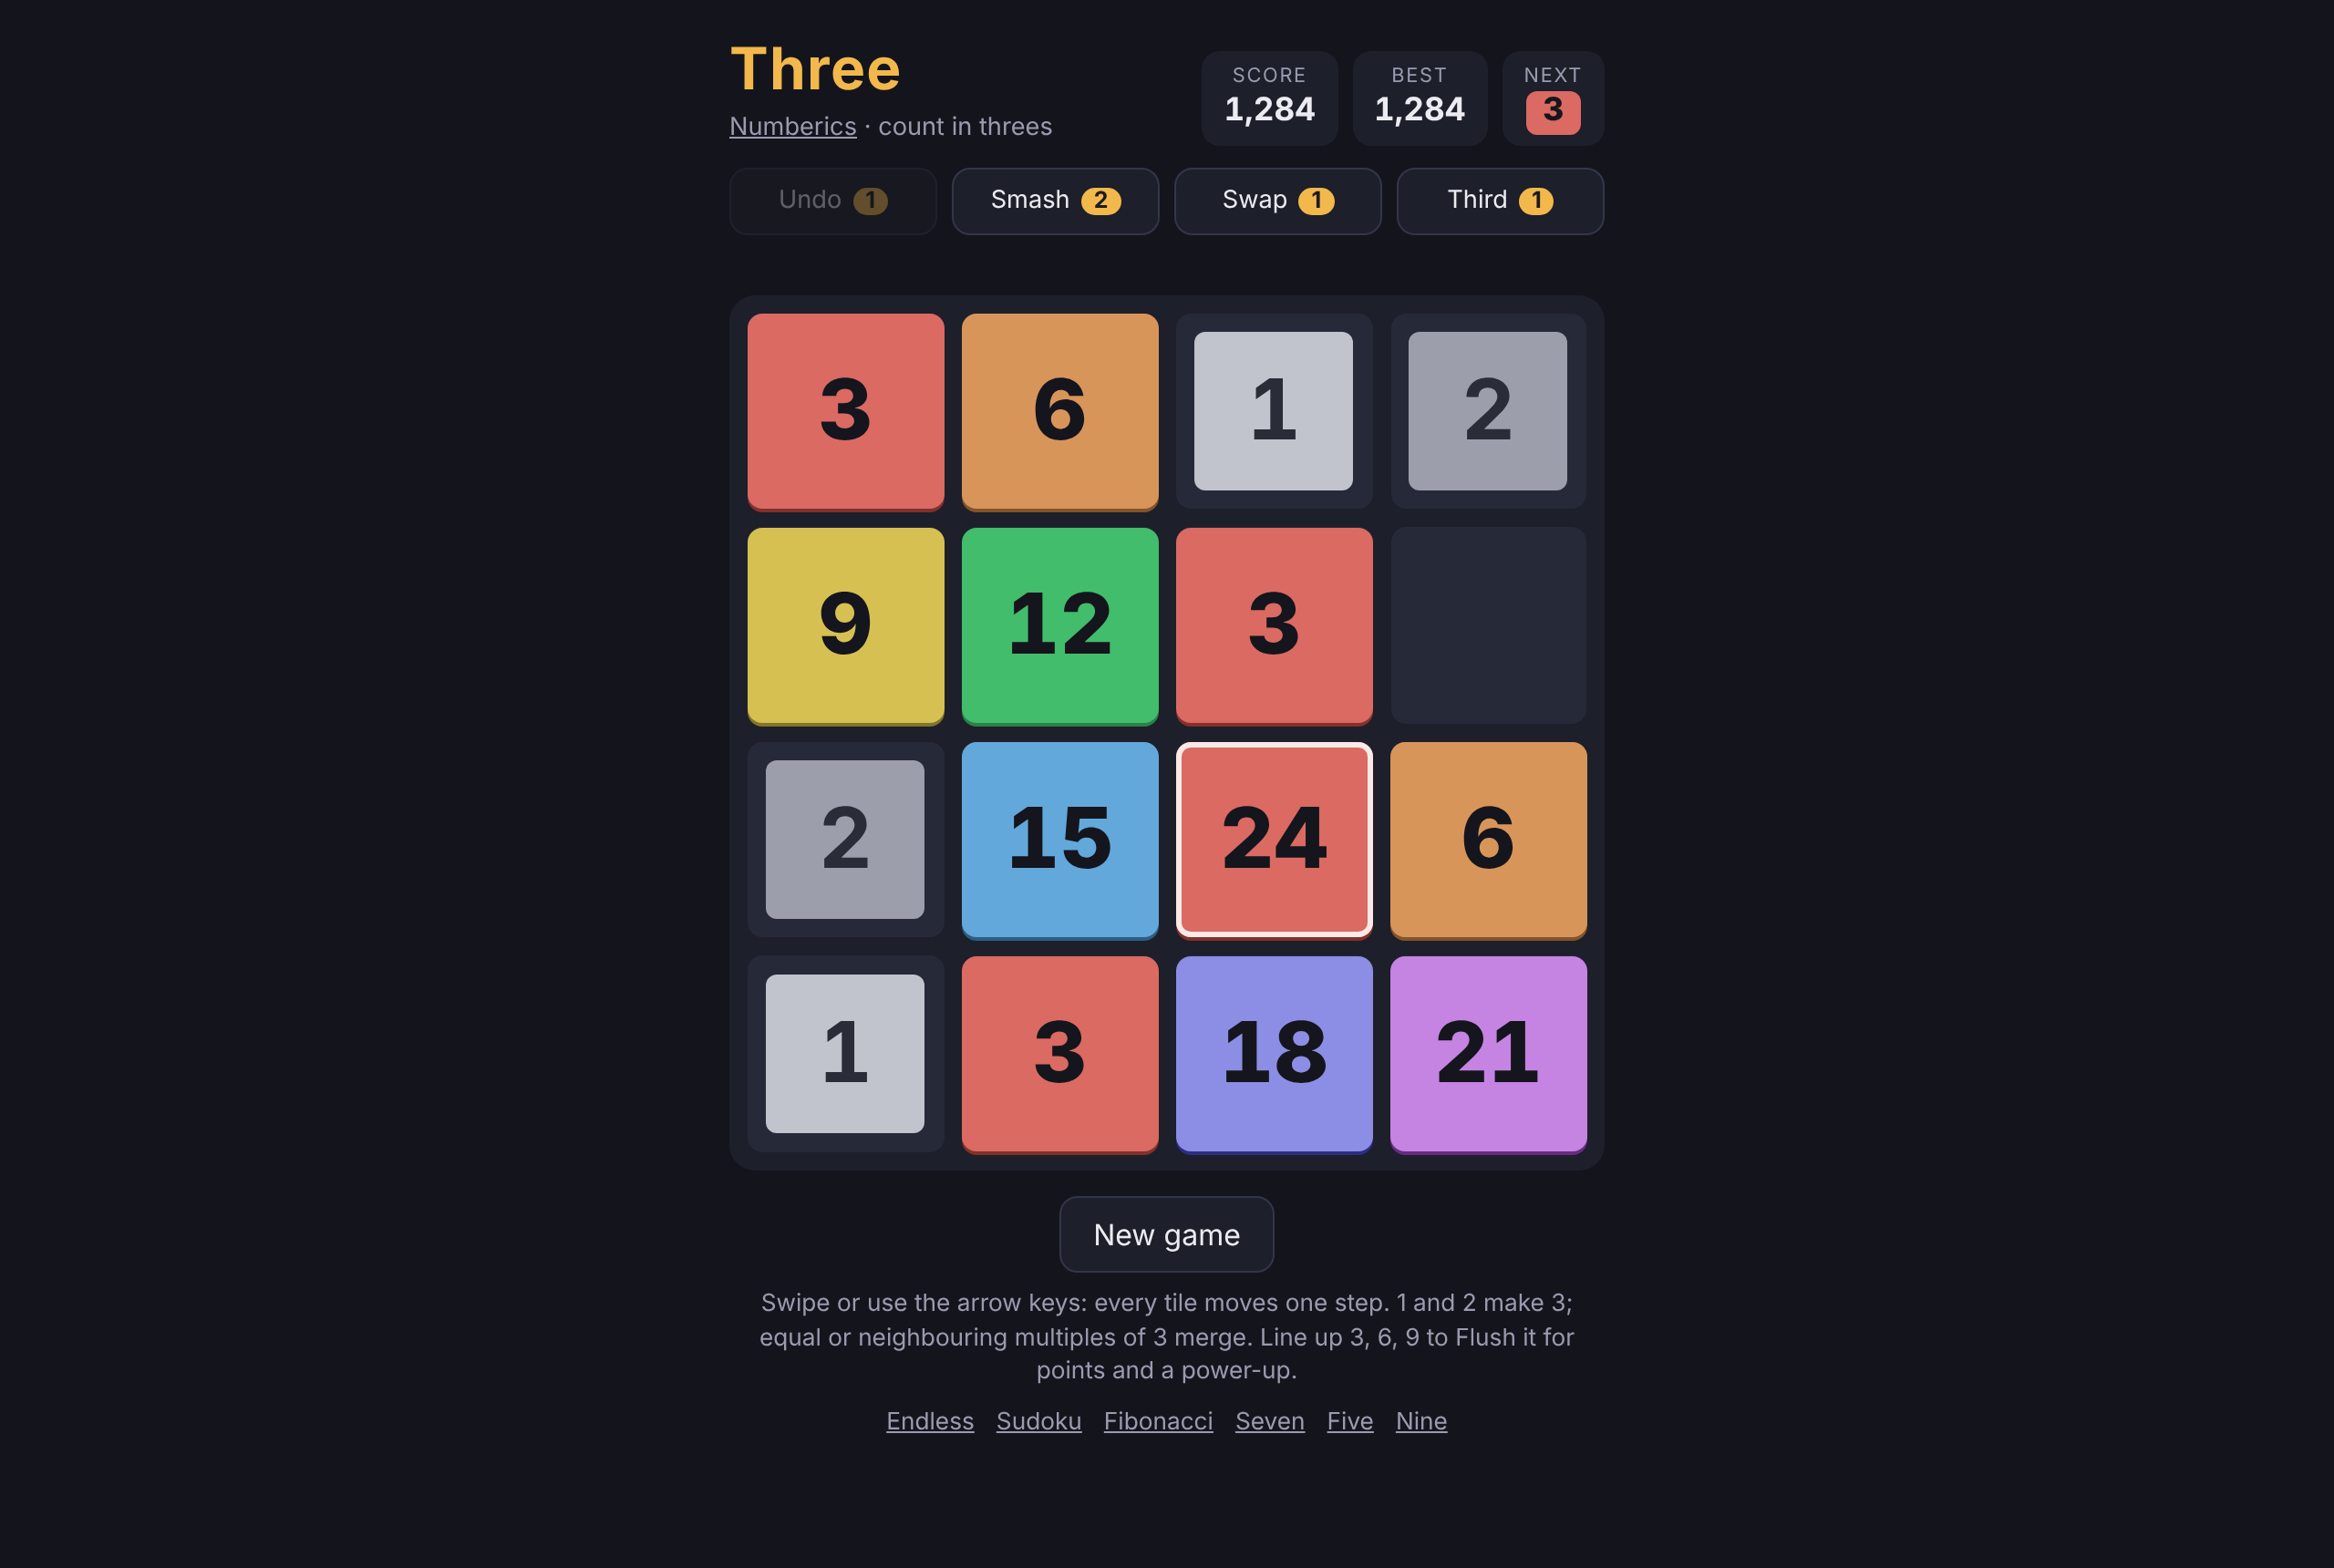 Three
Numberics · count in threes
SCORE
1,284
BEST
1,284
NEXT
3
Undo 1
Smash 2
Swap 1
Third 1
3 6 1 2
9 12 3
2 15 24 6
1 3 18 21
New game
Swipe or use the arrow keys: every tile moves one step. 1 and 2 make 3;
equal or neighbouring multiples of 3 merge. Line up 3, 6, 9 to Flush it for
points and a power-up.
Endless Sudoku Fibonacci Seven Five Nine